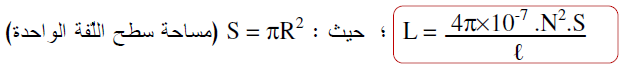 L = 4π×10⁻⁷ .N².S / ℓ ؛ حيث : S = πR² (مساحة سطح اللّفة الواحدة)